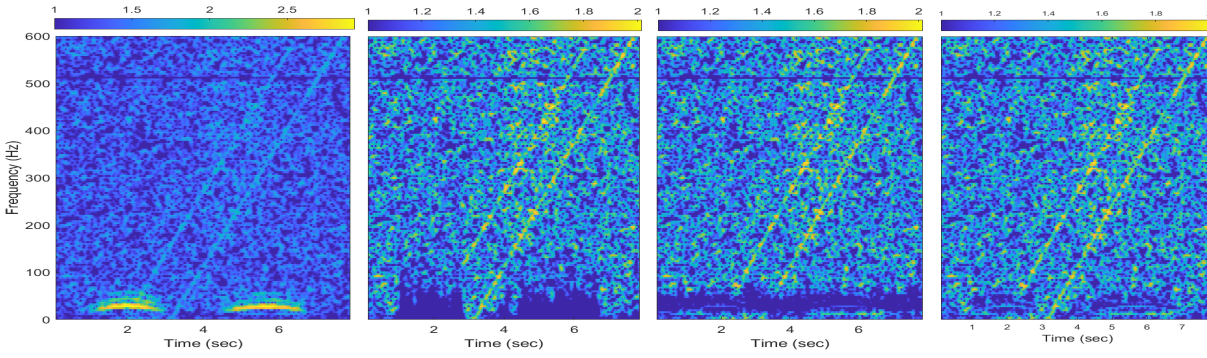 1 1.5 2 2.5
1 1.2 1.4 1.6 1.8 2
1 1.2 1.4 1.6 1.8 2
1 1.2 1.4 1.6 1.8
600
500
400
300
200
100
0
Frequency (Hz)
2 4 6
2 4 6
2 4 6
1 2 3 4 5 6 7
Time (sec)
Time (sec)
Time (sec)
Time (sec)